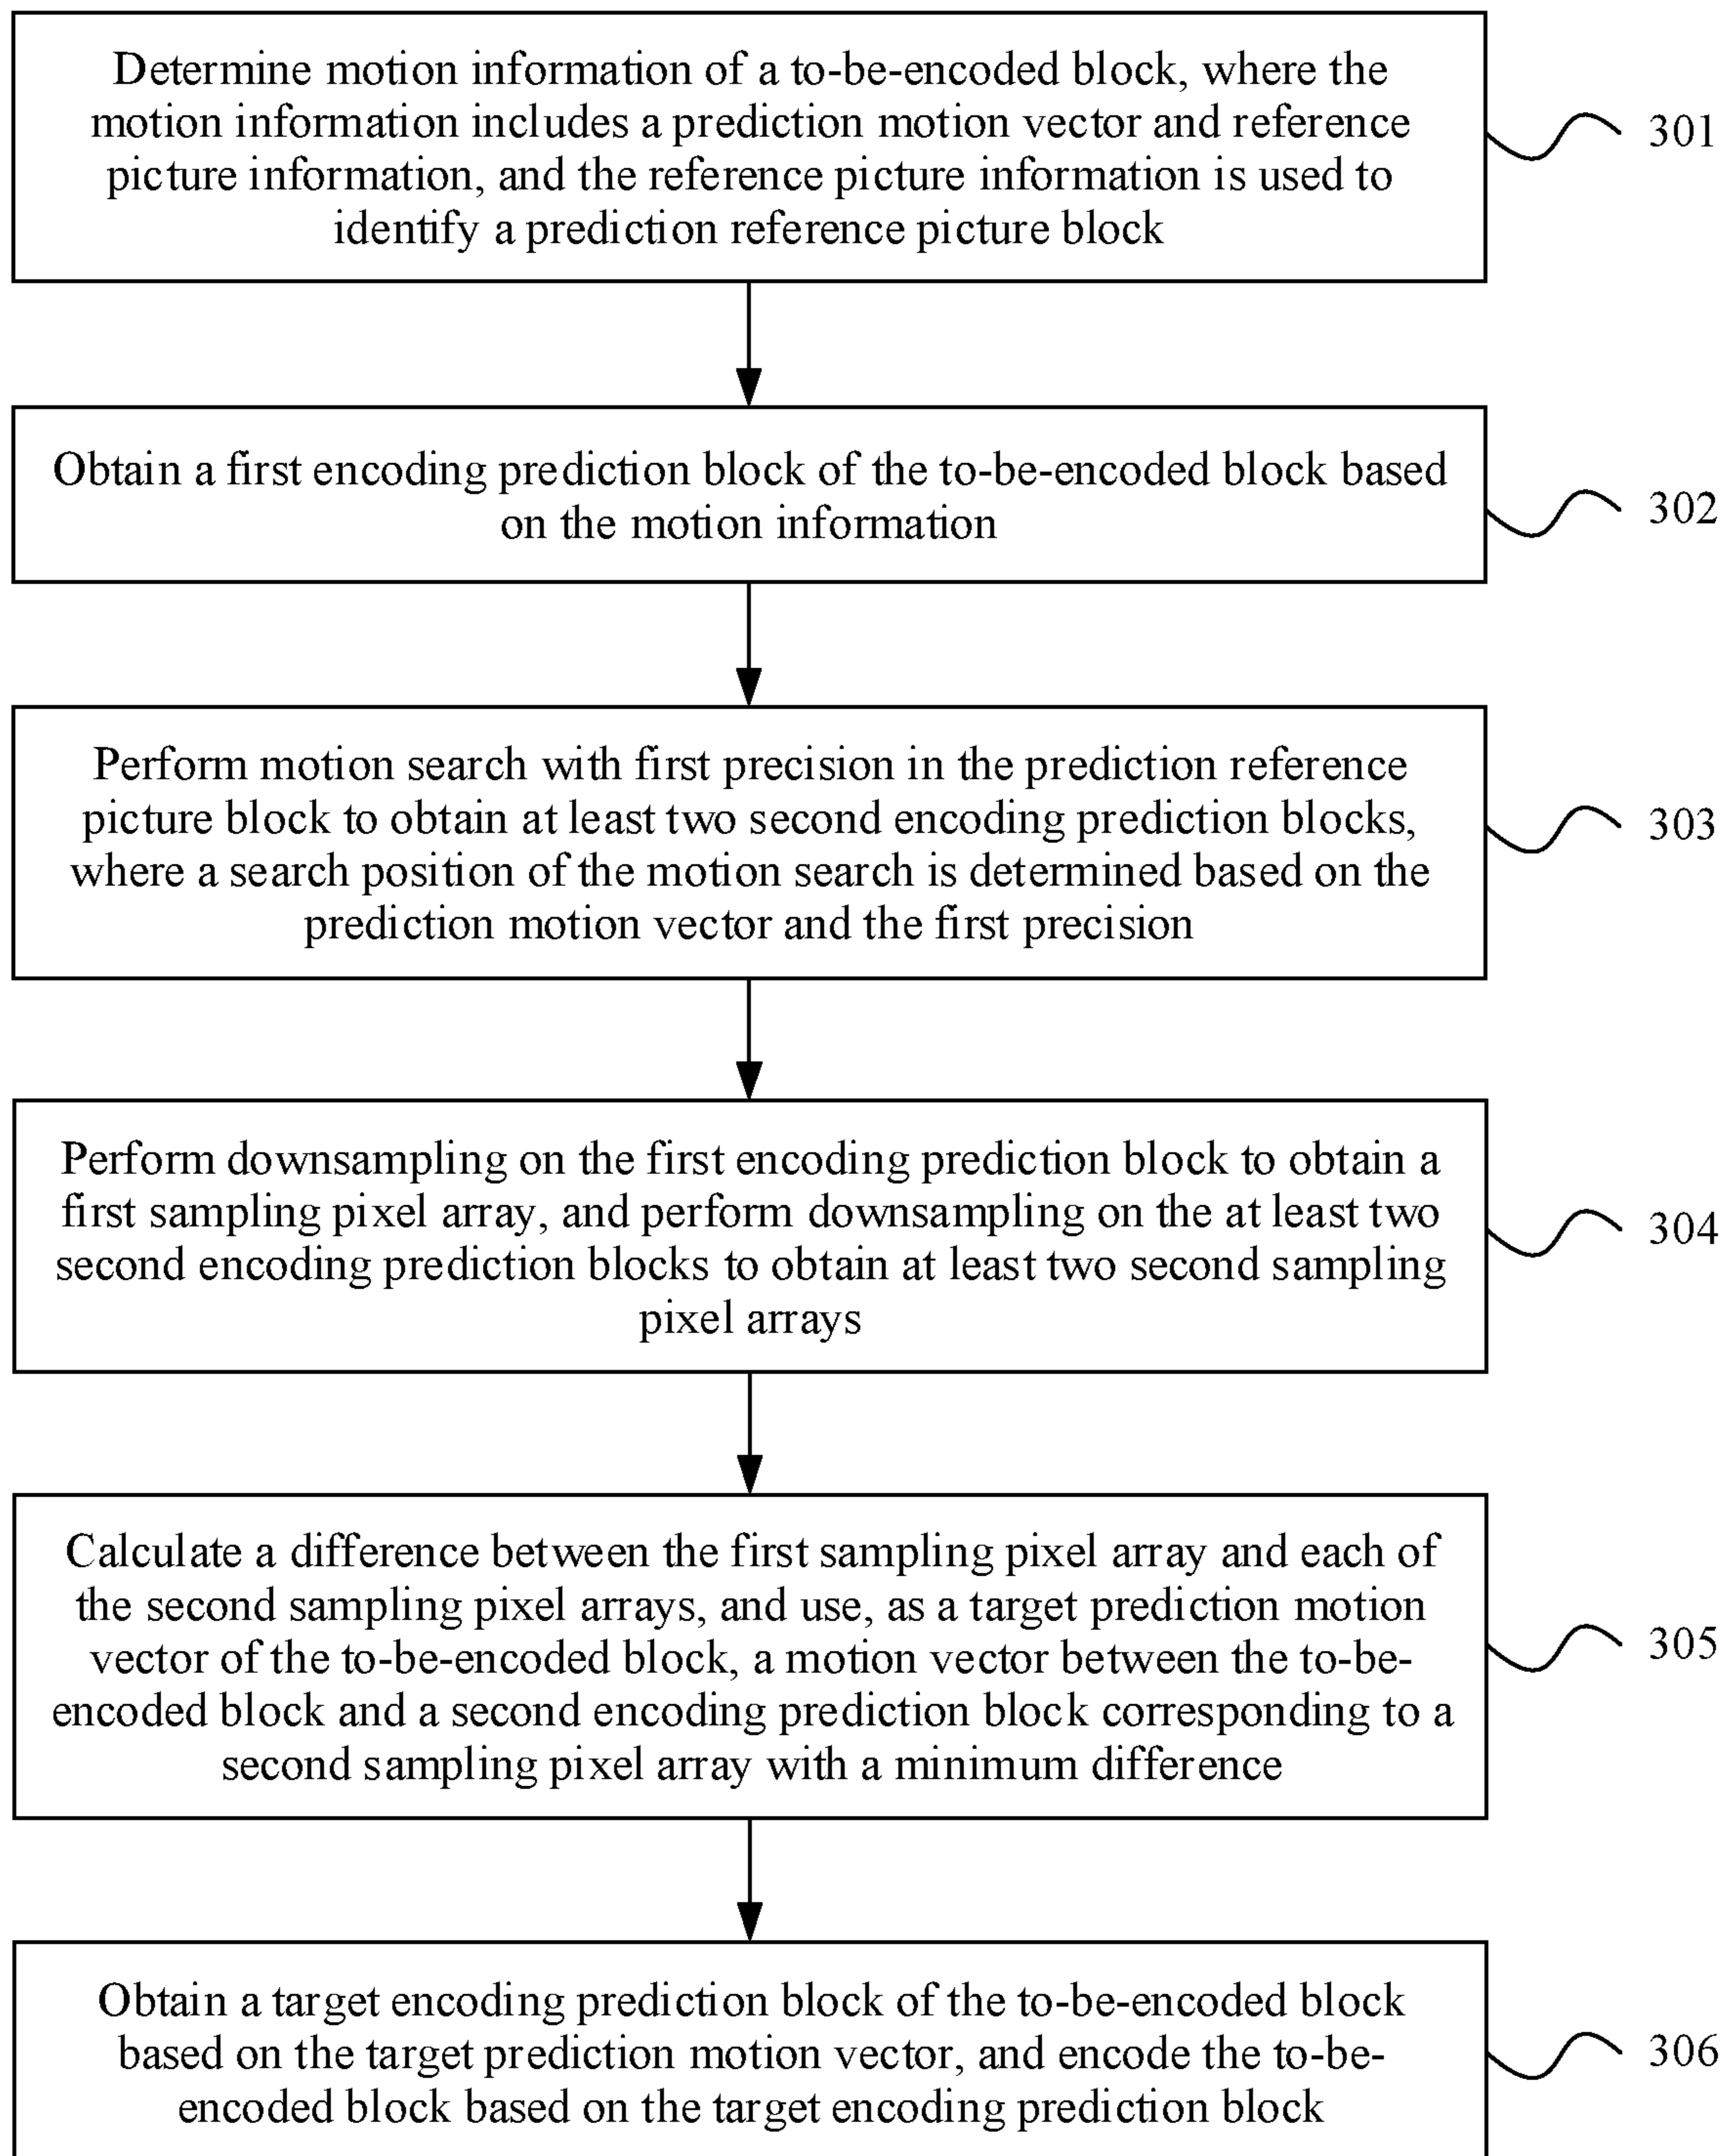 Determine motion information of a to-be-encoded block, where the
motion information includes a prediction motion vector and reference
picture information, and the reference picture information is used to
identify a prediction reference picture block
301
Obtain a first encoding prediction block of the to-be-encoded block based
on the motion information
302
Perform motion search with first precision in the prediction reference
picture block to obtain at least two second encoding prediction blocks,
where a search position of the motion search is determined based on the
prediction motion vector and the first precision
303
Perform downsampling on the first encoding prediction block to obtain a
first sampling pixel array, and perform downsampling on the at least two
second encoding prediction blocks to obtain at least two second sampling
pixel arrays
304
Calculate a difference between the first sampling pixel array and each of
the second sampling pixel arrays, and use, as a target prediction motion
vector of the to-be-encoded block, a motion vector between the to-be-
encoded block and a second encoding prediction block corresponding to a
second sampling pixel array with a minimum difference
305
Obtain a target encoding prediction block of the to-be-encoded block
based on the target prediction motion vector, and encode the to-be-
encoded block based on the target encoding prediction block
306